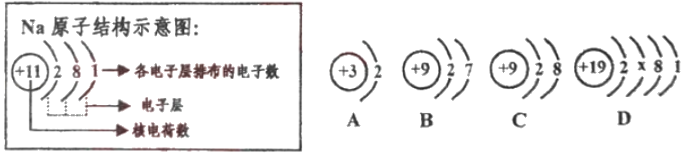 Na 原子结构示意图:
+11 2 8 1 各电子层排布的电子数
电子层
核电荷数
+3 2
A
+9 2 7
B
+9 2 8
C
+19 2 x 8 1
D